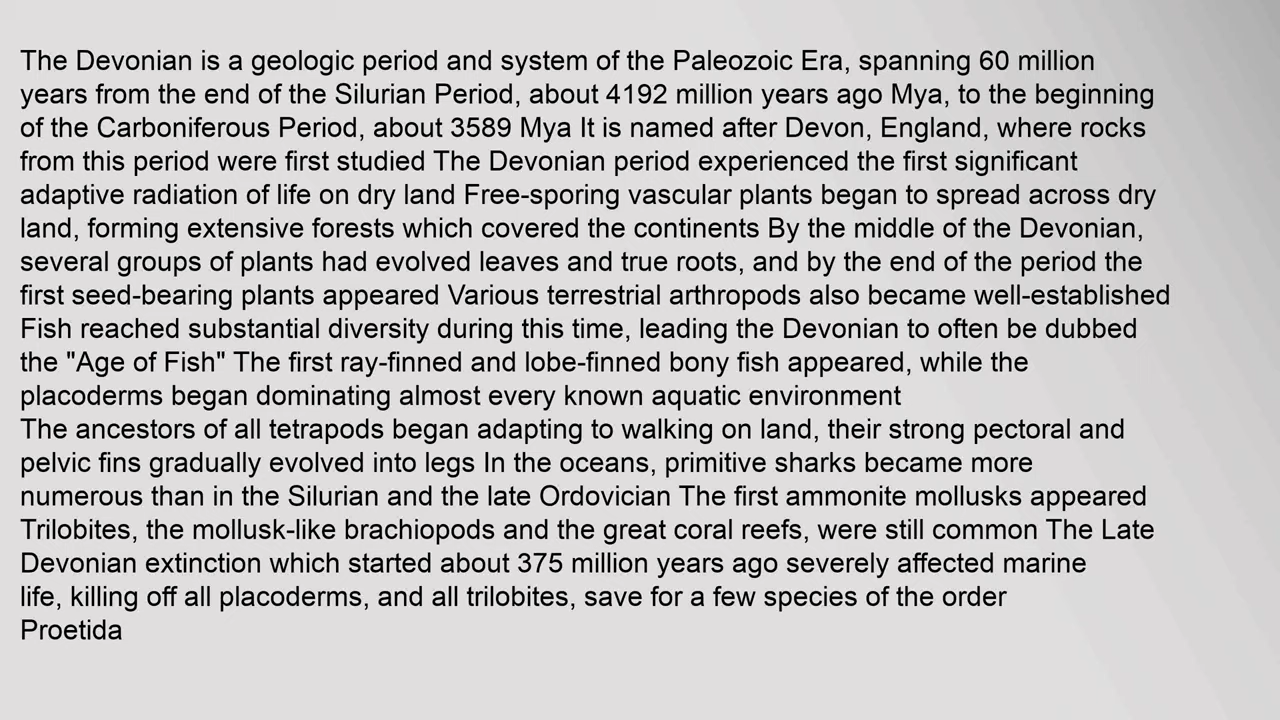 The Devonian is a geologic period and system of the Paleozoic Era, spanning 60 million
years from the end of the Silurian Period, about 4192 million years ago Mya, to the beginning
of the Carboniferous Period, about 3589 Mya It is named after Devon, England, where rocks
from this period were first studied The Devonian period experienced the first significant
adaptive radiation of life on dry land Free-sporing vascular plants began to spread across dry
land, forming extensive forests which covered the continents By the middle of the Devonian,
several groups of plants had evolved leaves and true roots, and by the end of the period the
first seed-bearing plants appeared Various terrestrial arthropods also became well-established
Fish reached substantial diversity during this time, leading the Devonian to often be dubbed
the "Age of Fish" The first ray-finned and lobe-finned bony fish appeared, while the
placoderms began dominating almost every known aquatic environment
The ancestors of all tetrapods began adapting to walking on land, their strong pectoral and
pelvic fins gradually evolved into legs In the oceans, primitive sharks became more
numerous than in the Silurian and the late Ordovician The first ammonite mollusks appeared
Trilobites, the mollusk-like brachiopods and the great coral reefs, were still common The Late
Devonian extinction which started about 375 million years ago severely affected marine
life, killing off all placoderms, and all trilobites, save for a few species of the order
Proetida